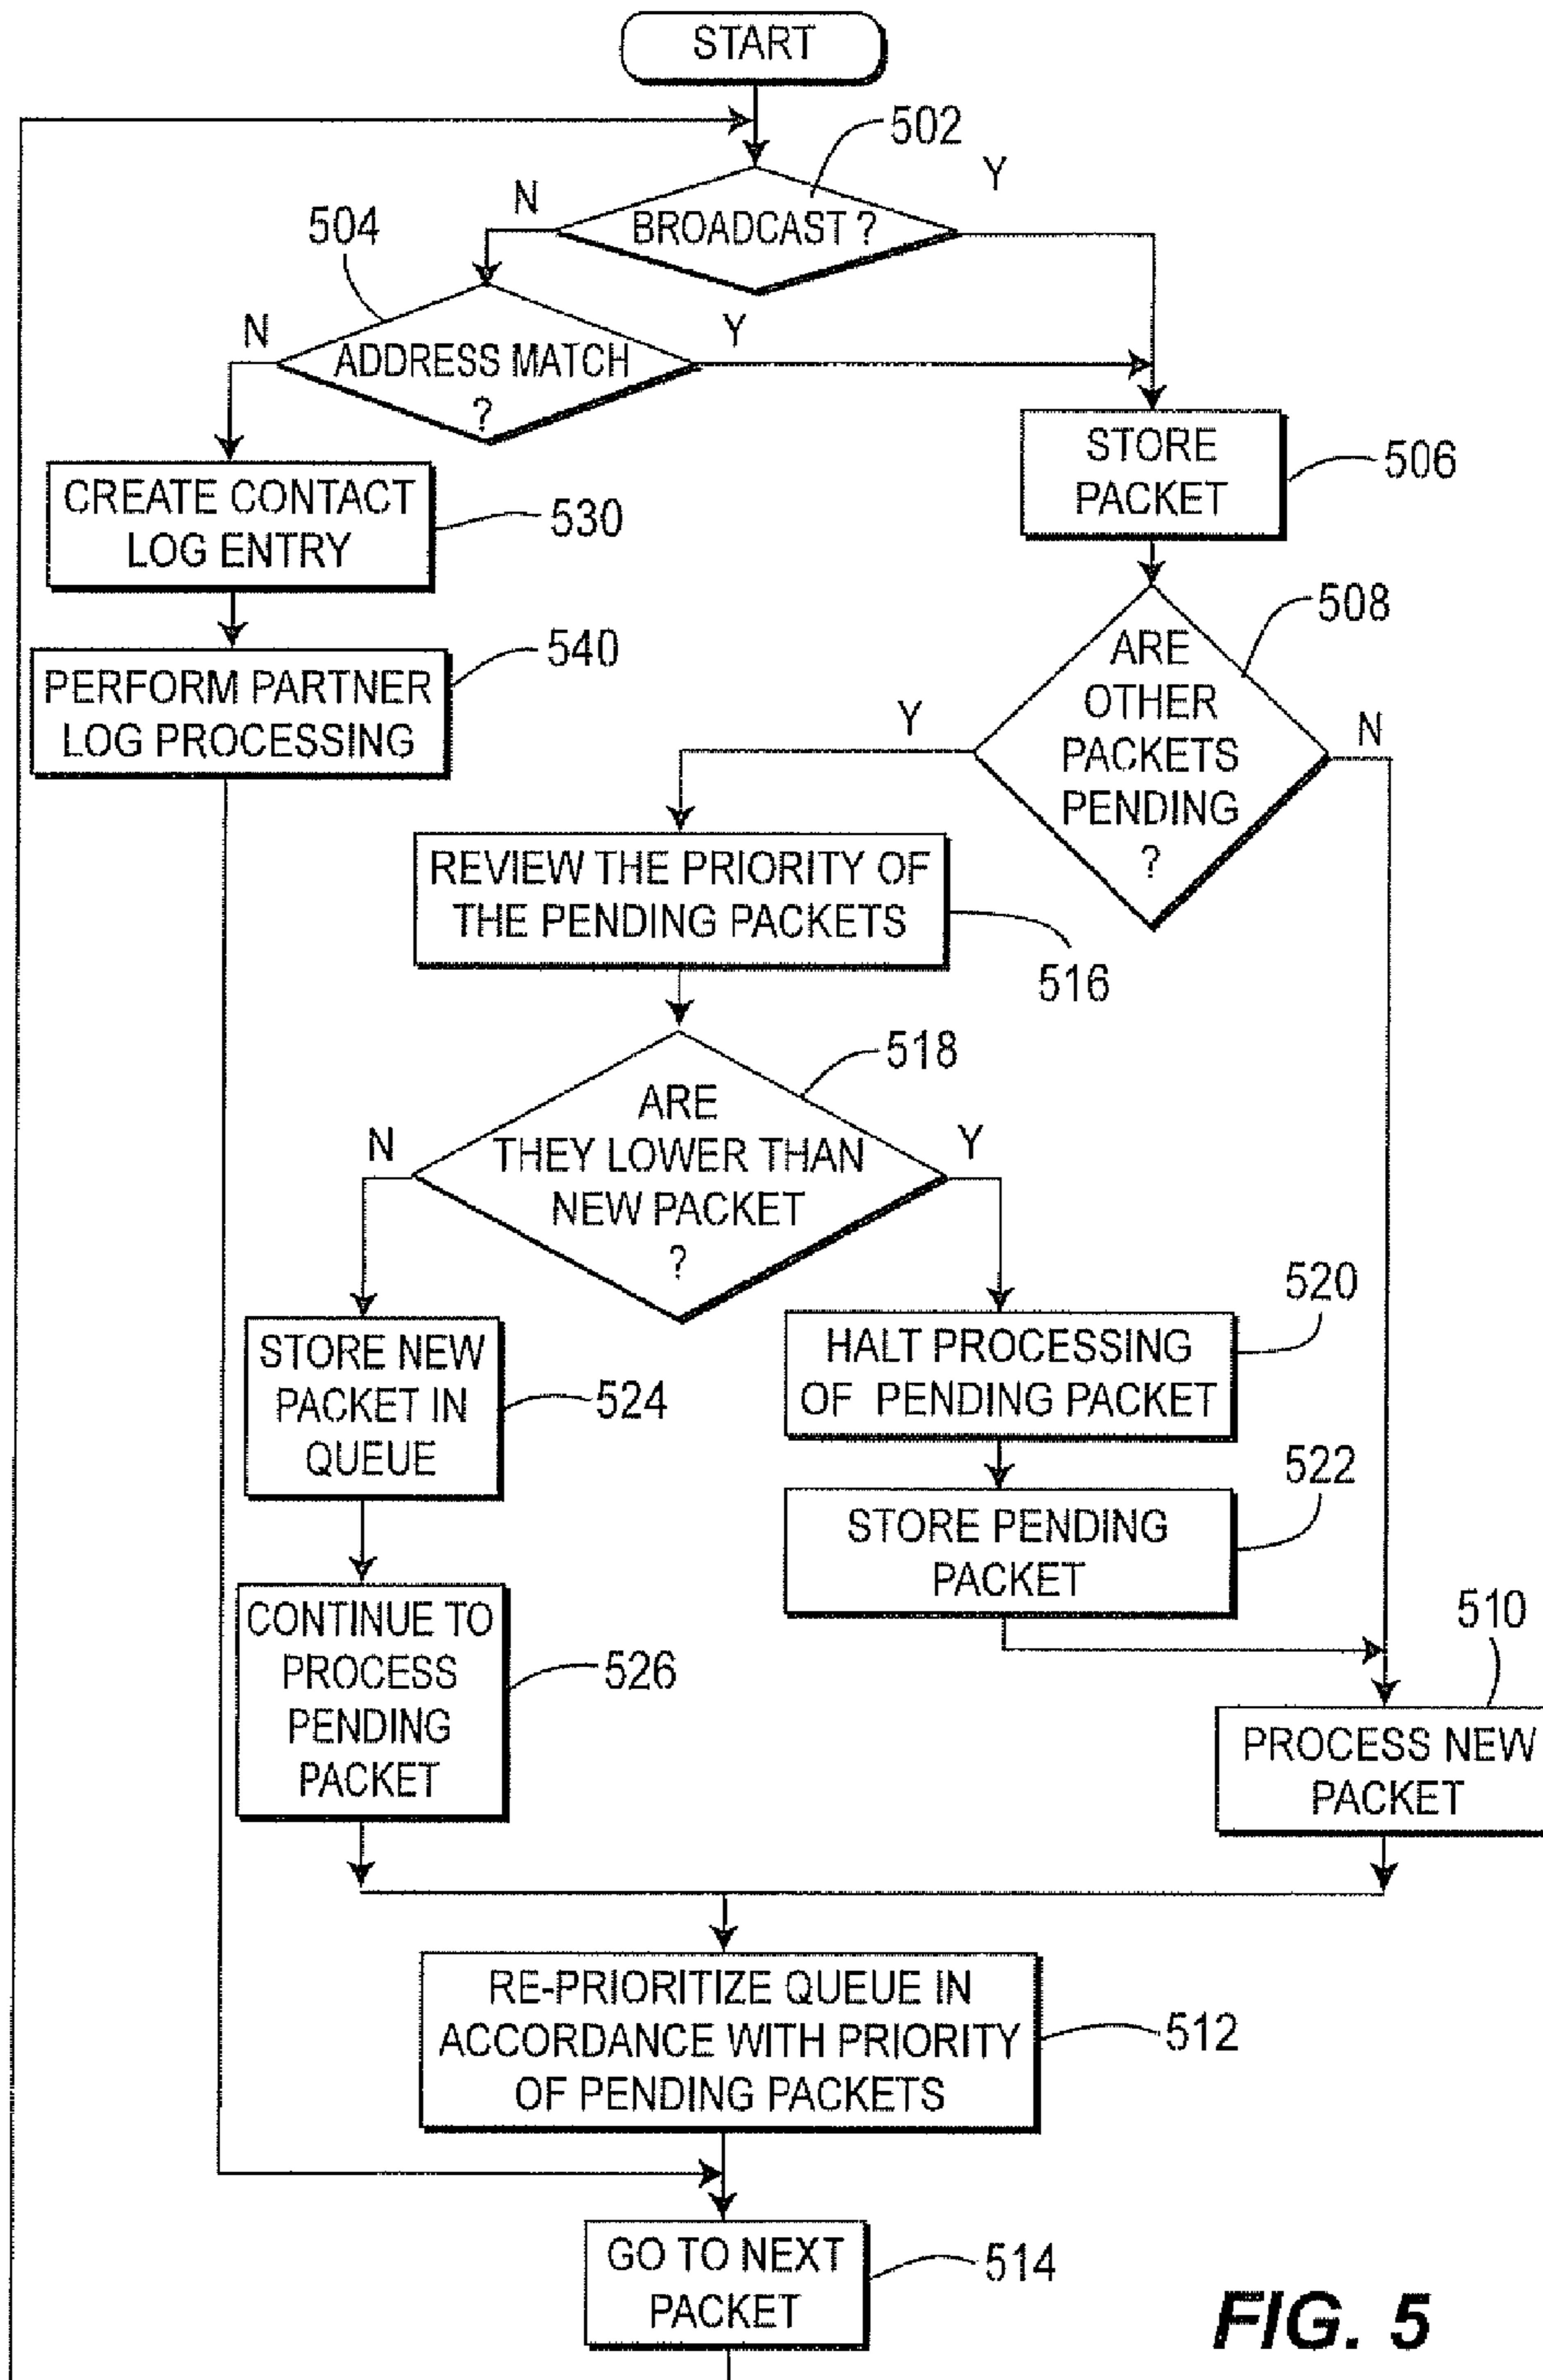 START
502
N
Y
BROADCAST ?
504
N
Y
ADDRESS MATCH
?
STORE
PACKET
506
CREATE CONTACT
LOG ENTRY
530
508
540
PERFORM PARTNER
LOG PROCESSING
ARE
OTHER
PACKETS
PENDING
?
Y
N
REVIEW THE PRIORITY OF
THE PENDING PACKETS
516
518
ARE
THEY LOWER THAN
NEW PACKET
?
N
Y
520
STORE NEW
PACKET IN
QUEUE
524
HALT PROCESSING
OF PENDING PACKET
522
STORE PENDING
PACKET
CONTINUE TO
PROCESS
PENDING
PACKET
526
510
PROCESS NEW
PACKET
RE-PRIORITIZE QUEUE IN
ACCORDANCE WITH PRIORITY
OF PENDING PACKETS
512
GO TO NEXT
PACKET
514
FIG. 5